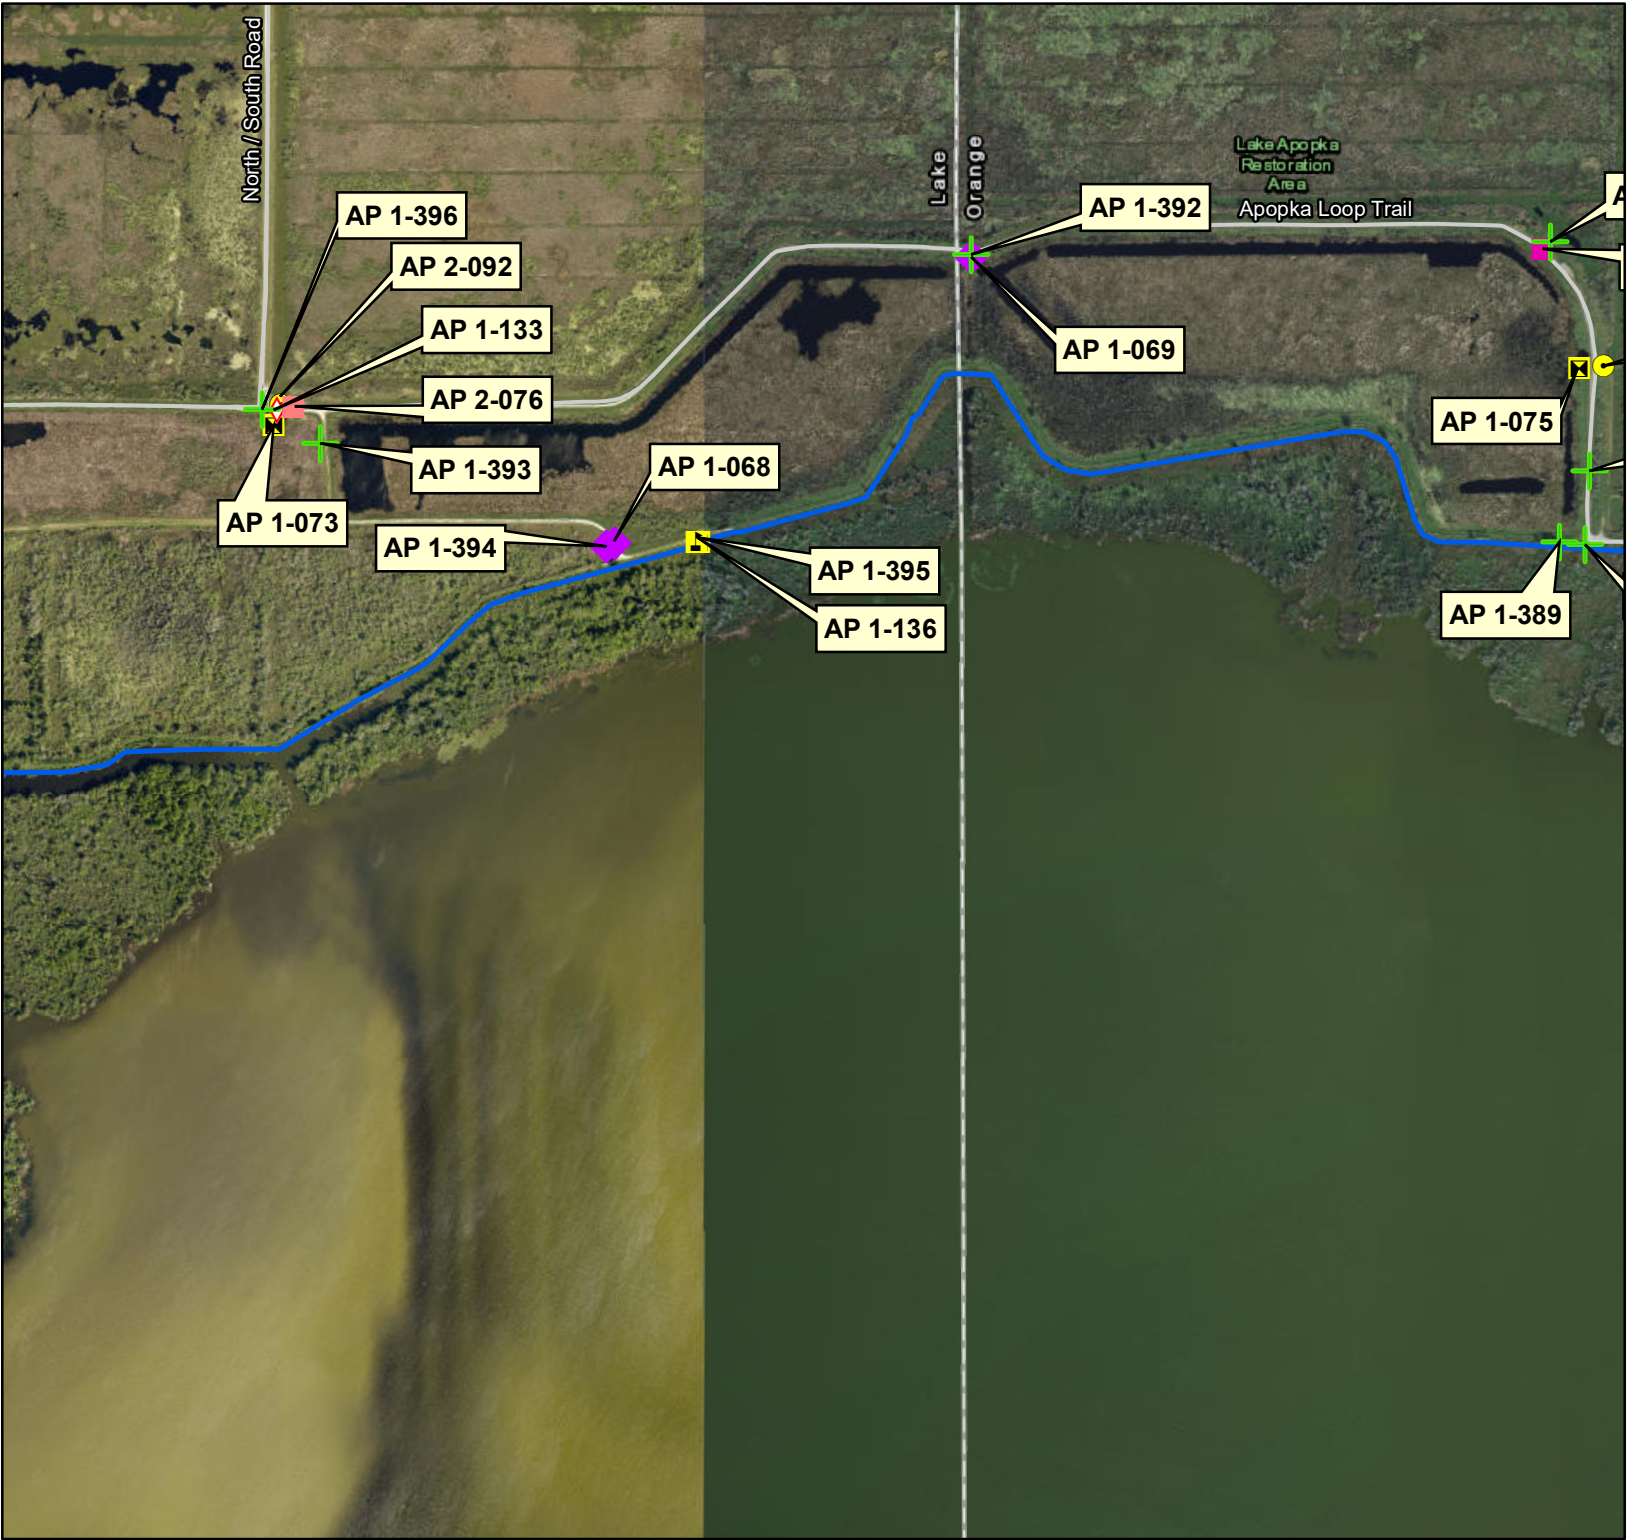 North / South Road
Lake
Orange
Lake Apopka
Restoration
Area
Apopka Loop Trail
AP 1-396
AP 1-392
AP 2-092
AP 1-133
AP 1-069
AP 2-076
AP 1-075
AP 1-393
AP 1-068
AP 1-073
AP 1-394
AP 1-395
AP 1-389
AP 1-136